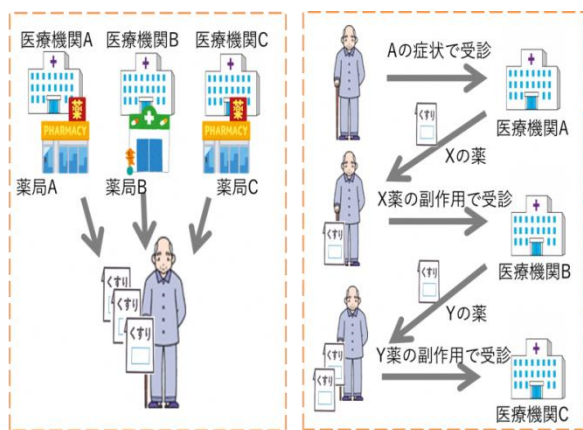 医療機関A 医療機関B 医療機関C
薬 薬
PHARMACY PHARMACY
薬局A 薬局B 薬局C
くすり
くすり
くすり
Aの症状で受診
医療機関A
くすり
Xの薬
X薬の副作用で受診
くすり
医療機関B
くすり
Yの薬
Y薬の副作用で受診
くすり
くすり
医療機関C